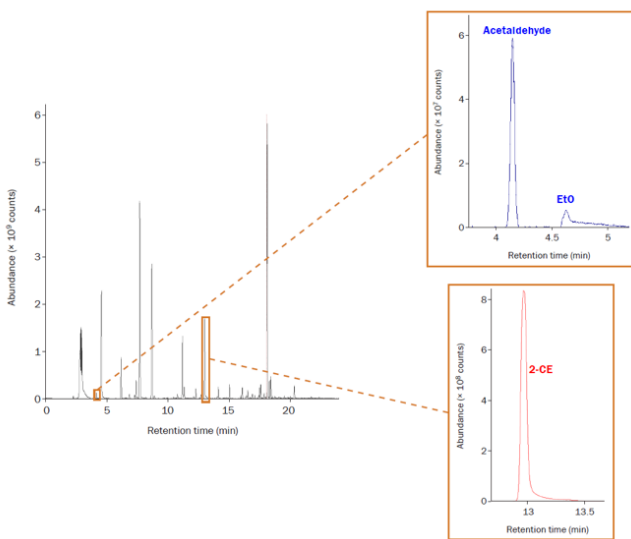 Abundance (× 10⁹ counts)
6
5
4
3
2
1
0
0
5
10
15
20
Retention time (min)
Abundance (× 10⁷ counts)
6
4
2
0
Acetaldehyde
EtO
4
4.5
5
Retention time (min)
Abundance (× 10⁸ counts)
8
6
4
2
0
2-CE
13
13.5
Retention time (min)